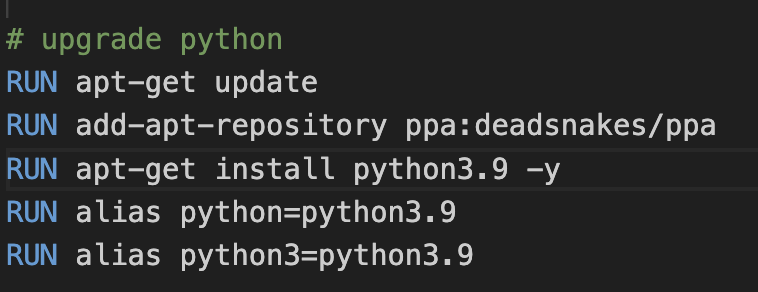 # upgrade python
RUN apt-get update
RUN add-apt-repository ppa:deadsnakes/ppa
RUN apt-get install python3.9 -y
RUN alias python=python3.9
RUN alias python3=python3.9